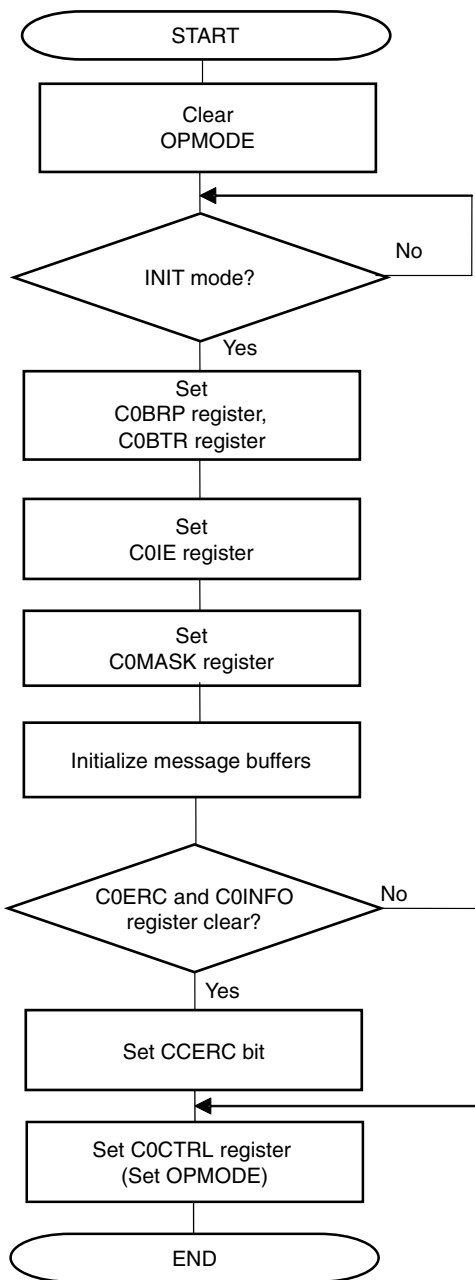 START
Clear
OPMODE
INIT mode?
No
Yes
Set
C0BRP register,
C0BTR register
Set
C0IE register
Set
C0MASK register
Initialize message buffers
C0ERC and C0INFO
register clear?
No
Yes
Set CCERC bit
Set C0CTRL register
(Set OPMODE)
END